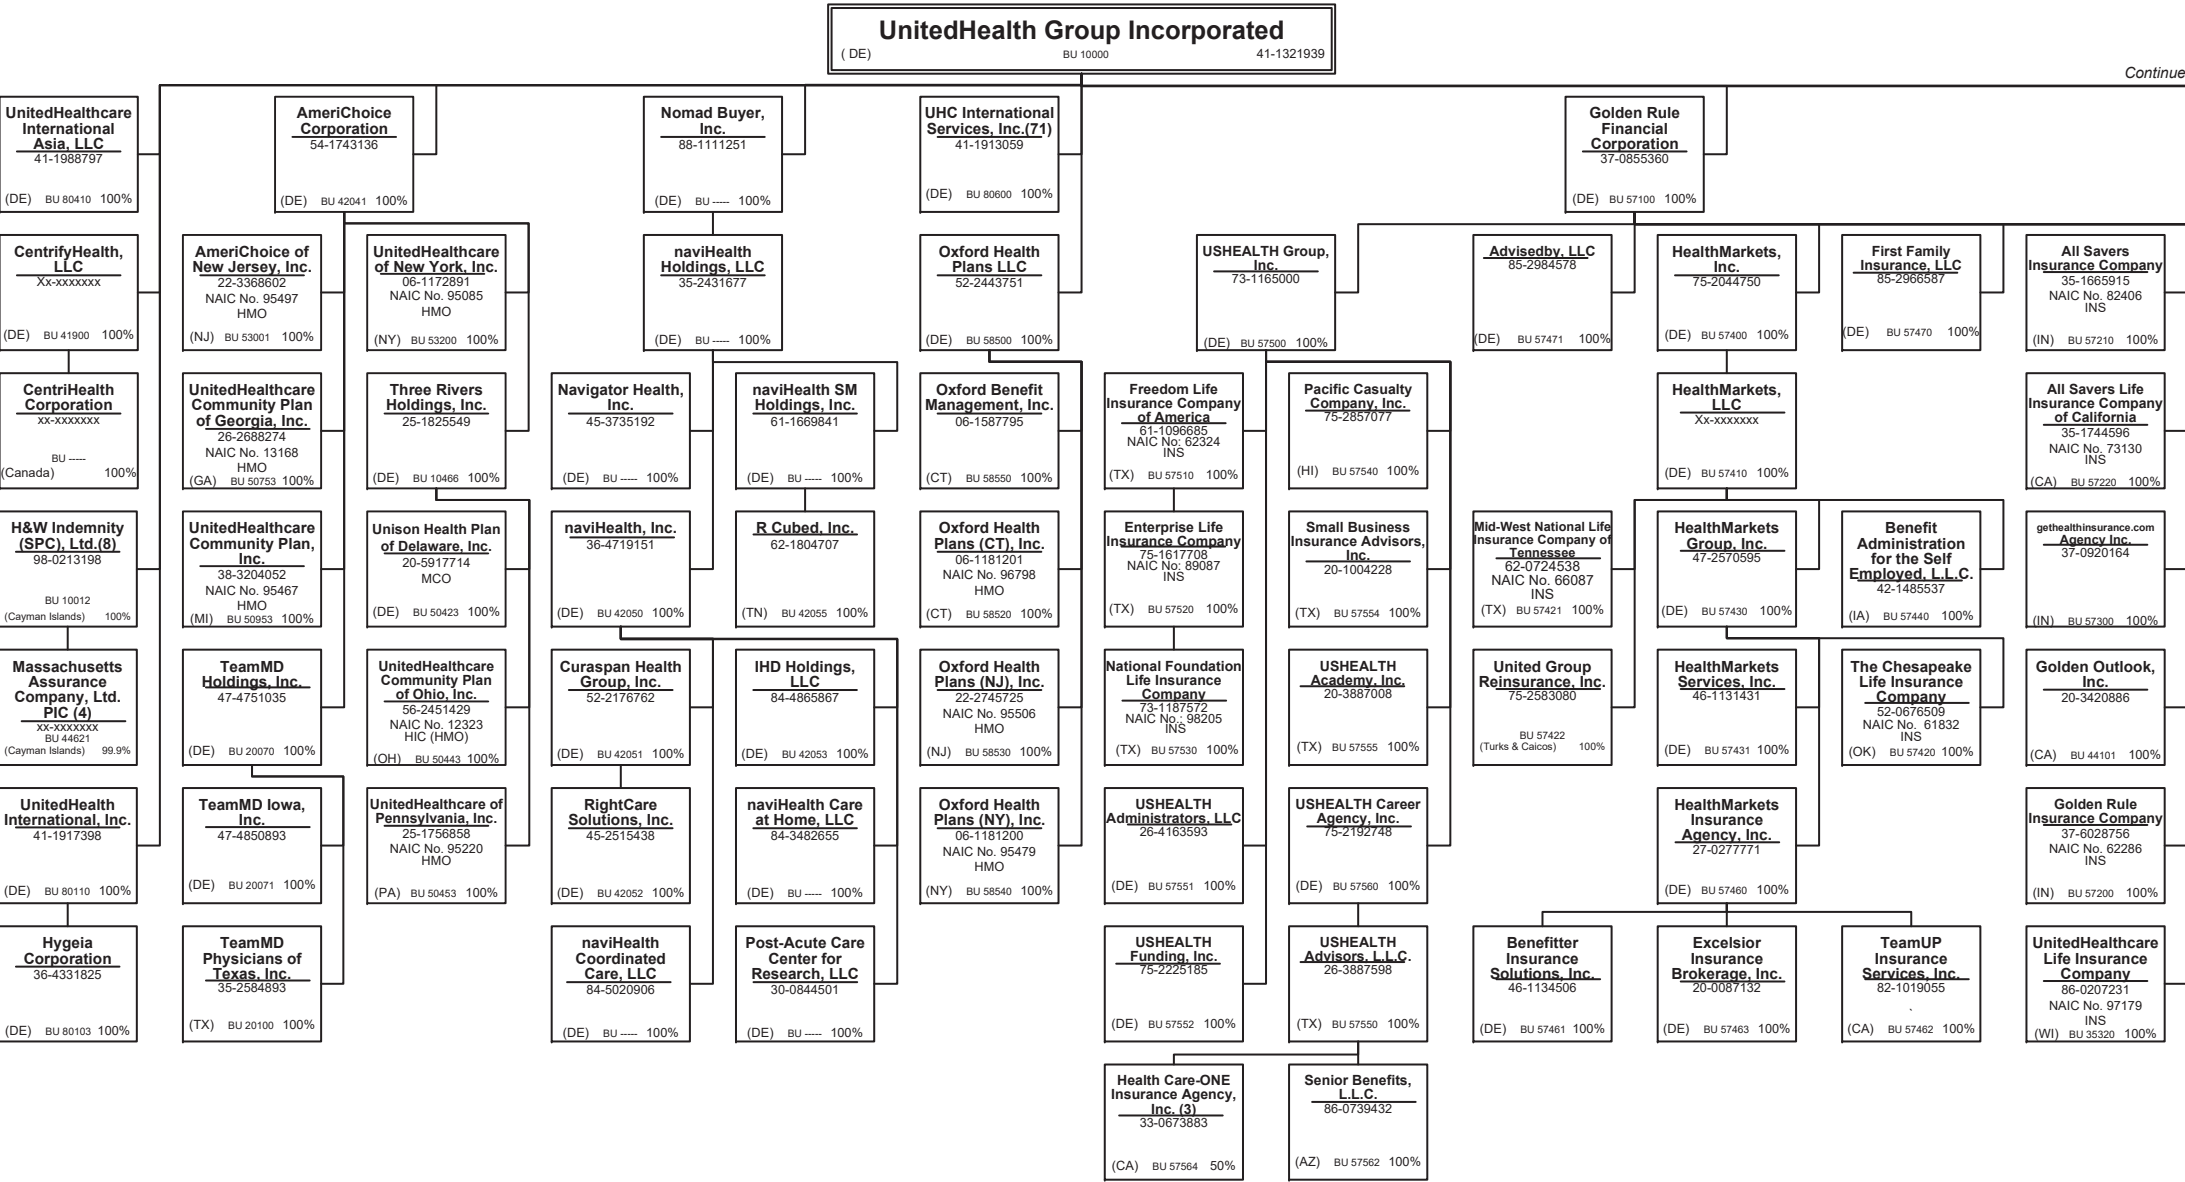 UnitedHealth Group Incorporated
( DE) BU 10000 41-1321939
Continue
UnitedHealthcare
International
Asia, LLC
41-1988797
(DE) BU 80410 100%
AmeriChoice
Corporation
54-1743136
(DE) BU 42041 100%
Nomad Buyer,
Inc.
88-1111251
(DE) BU ----- 100%
UHC International
Services, Inc.(71)
41-1913059
(DE) BU 80600 100%
Golden Rule
Financial
Corporation
37-0855360
(DE) BU 57100 100%
CentrifyHealth,
LLC
Xx-xxxxxxx
(DE) BU 41900 100%
AmeriChoice of
New Jersey, Inc.
22-3368602
NAIC No. 95497
HMO
(NJ) BU 53001 100%
UnitedHealthcare
of New York, Inc.
06-1172891
NAIC No. 95085
HMO
(NY) BU 53200 100%
naviHealth
Holdings, LLC
35-2431677
(DE) BU ----- 100%
Oxford Health
Plans LLC
52-2443751
(DE) BU 58500 100%
USHEALTH Group,
Inc.
73-1165000
(DE) BU 57500 100%
Advisedby, LLC
85-2984578
(DE) BU 57471 100%
HealthMarkets,
Inc.
75-2044750
(DE) BU 57400 100%
First Family
Insurance, LLC
85-2966587
(DE) BU 57470 100%
All Savers
Insurance Company
35-1665915
NAIC No. 82406
INS
(IN) BU 57210 100%
CentriHealth
Corporation
xx-xxxxxxx
BU -----
(Canada) 100%
UnitedHealthcare
Community Plan
of Georgia, Inc.
26-2688274
NAIC No. 13168
HMO
(GA) BU 50753 100%
Three Rivers
Holdings, Inc.
25-1825549
(DE) BU 10466 100%
Navigator Health,
Inc.
45-3735192
(DE) BU ----- 100%
naviHealth SM
Holdings, Inc.
61-1669841
(DE) BU ----- 100%
Oxford Benefit
Management, Inc.
06-1587795
(CT) BU 58550 100%
Freedom Life
Insurance Company
of America
61-1096685
NAIC No: 62324
INS
(TX) BU 57510 100%
Pacific Casualty
Company, Inc.
75-2857077
(HI) BU 57540 100%
HealthMarkets,
LLC
Xx-xxxxxxx
(DE) BU 57410 100%
All Savers Life
Insurance Company
of California
35-1744596
NAIC No. 73130
INS
(CA) BU 57220 100%
H&W Indemnity
(SPC), Ltd.(8)
98-0213198
BU 10012
(Cayman Islands) 100%
UnitedHealthcare
Community Plan,
Inc.
38-3204052
NAIC No. 95467
HMO
(MI) BU 50953 100%
Unison Health Plan
of Delaware, Inc.
20-5917714
MCO
(DE) BU 50423 100%
naviHealth, Inc.
36-4719151
(DE) BU 42050 100%
R Cubed, Inc.
62-1804707
(TN) BU 42055 100%
Oxford Health
Plans (CT), Inc.
06-1181201
NAIC No. 96798
HMO
(CT) BU 58520 100%
Enterprise Life
Insurance Company
75-1617708
NAIC No: 89087
INS
(TX) BU 57520 100%
Small Business
Insurance Advisors,
Inc.
20-1004228
(TX) BU 57554 100%
Mid-West National Life
Insurance Company of
Tennessee
62-0724538
NAIC No. 66087
INS
(TX) BU 57421 100%
HealthMarkets
Group, Inc.
47-2570595
(DE) BU 57430 100%
Benefit
Administration
for the Self
Employed, L.L.C.
42-1485537
(IA) BU 57440 100%
gethealthinsurance.com
Agency Inc.
37-0920164
(IN) BU 57300 100%
Massachusetts
Assurance
Company, Ltd.
PIC (4)
xx-xxxxxxx
BU 44621
(Cayman Islands) 99.9%
TeamMD
Holdings, Inc.
47-4751035
(DE) BU 20070 100%
UnitedHealthcare
Community Plan
of Ohio, Inc.
56-2451429
NAIC No. 12323
HIC (HMO)
(OH) BU 50443 100%
Curaspan Health
Group, Inc.
52-2176762
(DE) BU 42051 100%
IHD Holdings,
LLC
84-4865867
(DE) BU 42053 100%
Oxford Health
Plans (NJ), Inc.
22-2745725
NAIC No. 95506
HMO
(NJ) BU 58530 100%
National Foundation
Life Insurance
Company
73-1187572
NAIC No.: 98205
INS
(TX) BU 57530 100%
USHEALTH
Academy, Inc.
20-3887008
(TX) BU 57555 100%
United Group
Reinsurance, Inc.
75-2583080
BU 57422
(Turks & Caicos) 100%
HealthMarkets
Services, Inc.
46-1131431
(DE) BU 57431 100%
The Chesapeake
Life Insurance
Company
52-0676509
NAIC No. 61832
INS
(OK) BU 57420 100%
Golden Outlook,
Inc.
20-3420886
(CA) BU 44101 100%
UnitedHealth
International, Inc.
41-1917398
(DE) BU 80110 100%
TeamMD Iowa,
Inc.
47-4850893
(DE) BU 20071 100%
UnitedHealthcare of
Pennsylvania, Inc.
25-1756858
NAIC No. 95220
HMO
(PA) BU 50453 100%
RightCare
Solutions, Inc.
45-2515438
(DE) BU 42052 100%
naviHealth Care
at Home, LLC
84-3482655
(DE) BU ----- 100%
Oxford Health
Plans (NY), Inc.
06-1181200
NAIC No. 95479
HMO
(NY) BU 58540 100%
USHEALTH
Administrators, LLC
26-4163593
(DE) BU 57551 100%
USHEALTH Career
Agency, Inc.
75-2192748
(DE) BU 57560 100%
HealthMarkets
Insurance
Agency, Inc.
27-0277771
(DE) BU 57460 100%
Golden Rule
Insurance Company
37-6028756
NAIC No. 62286
INS
(IN) BU 57200 100%
Hygeia
Corporation
36-4331825
(DE) BU 80103 100%
TeamMD
Physicians of
Texas, Inc.
35-2584893
(TX) BU 20100 100%
naviHealth
Coordinated
Care, LLC
84-5020906
(DE) BU ----- 100%
Post-Acute Care
Center for
Research, LLC
30-0844501
(DE) BU ----- 100%
USHEALTH
Funding, Inc.
75-2225185
(DE) BU 57552 100%
USHEALTH
Advisors, L.L.C.
26-3887598
(TX) BU 57550 100%
Benefitter
Insurance
Solutions, Inc.
46-1134506
(DE) BU 57461 100%
Excelsior
Insurance
Brokerage, Inc.
20-0087132
(DE) BU 57463 100%
TeamUP
Insurance
Services, Inc.
82-1019055
.
(CA) BU 57462 100%
UnitedHealthcare
Life Insurance
Company
86-0207231
NAIC No. 97179
INS
(WI) BU 35320 100%
Health Care-ONE
Insurance Agency,
Inc. (3)
33-0673883
(CA) BU 57564 50%
Senior Benefits,
L.L.C.
86-0739432
(AZ) BU 57562 100%